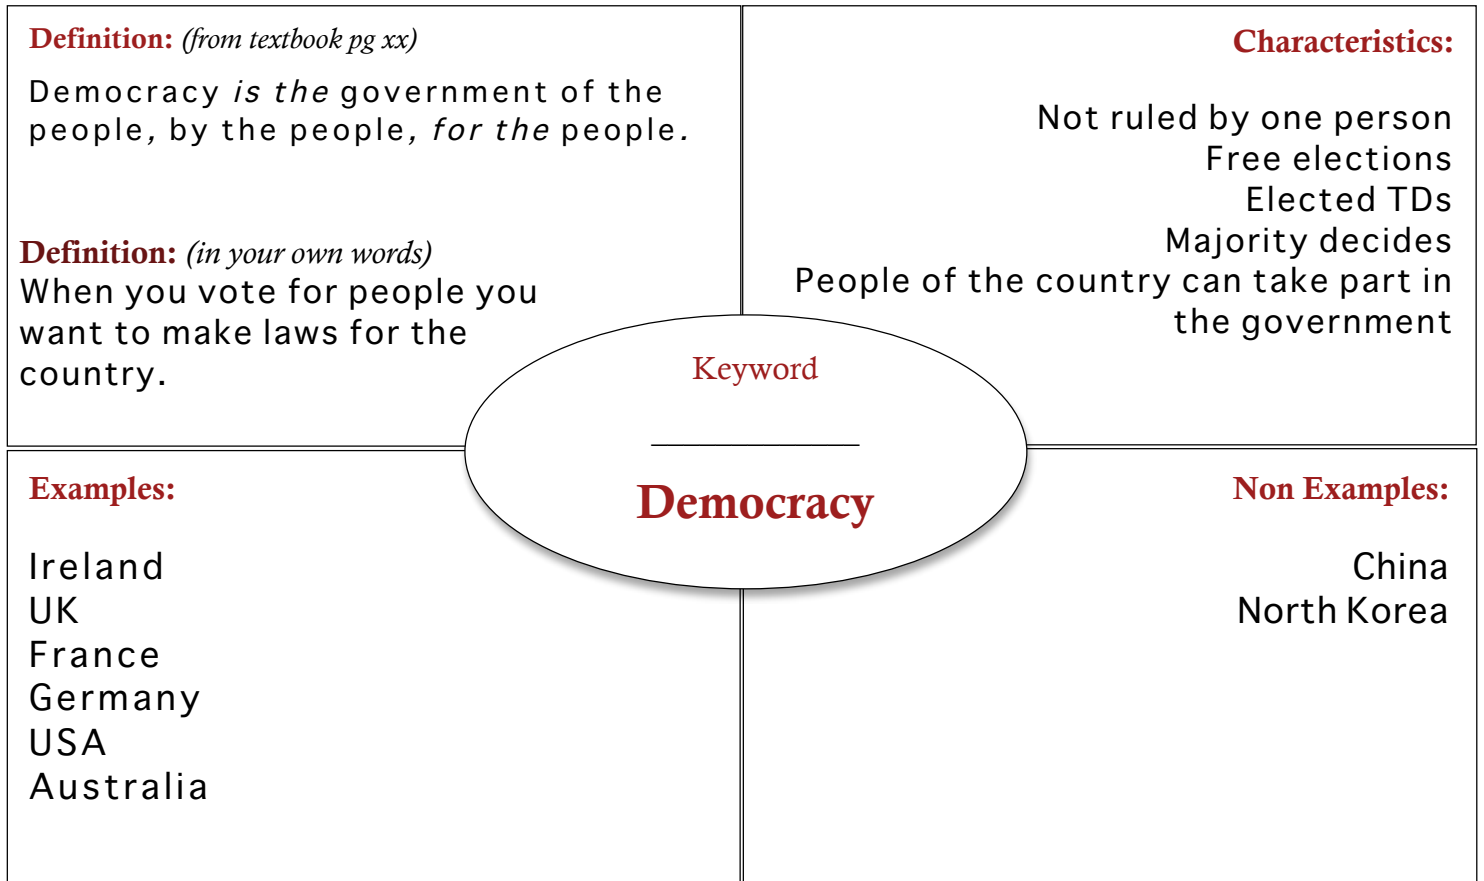 Definition: (from textbook pg xx)
Democracy is the government of the
people, by the people, for the people.
Definition: (in your own words)
When you vote for people you
want to make laws for the
country.
Characteristics:
Not ruled by one person
Free elections
Elected TDs
Majority decides
People of the country can take part in
the government
Keyword
Democracy
Examples:
Ireland
UK
France
Germany
USA
Australia
Non Examples:
China
North Korea